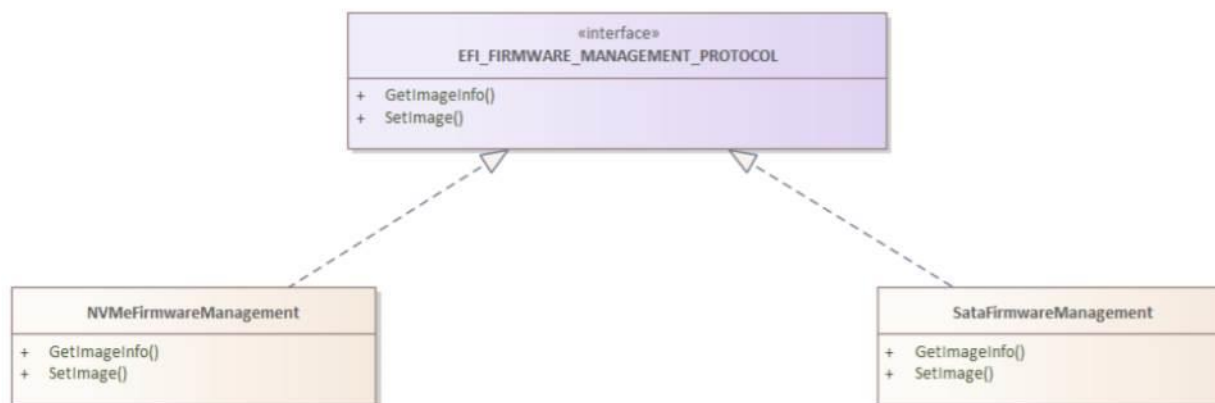 «interface»
EFI_FIRMWARE_MANAGEMENT_PROTOCOL
+ GetImageInfo()
+ SetImage()
NVMeFirmwareManagement
+ GetImageInfo()
+ SetImage()
SataFirmwareManagement
+ GetImageInfo()
+ SetImage()